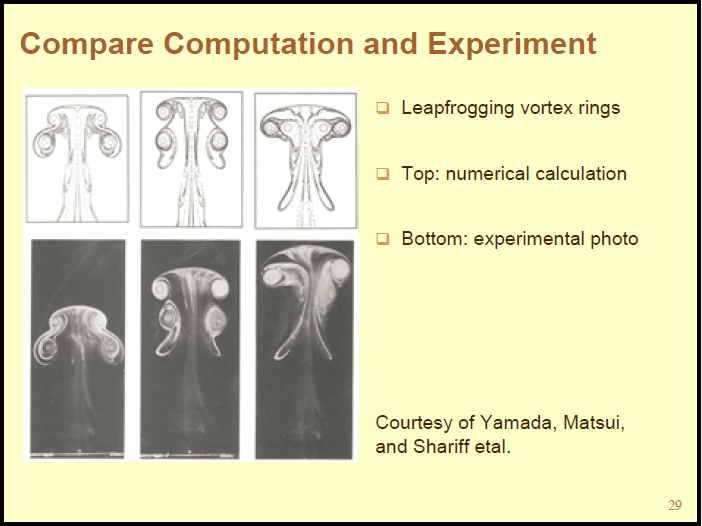 Compare Computation and Experiment
Leapfrogging vortex rings
Top: numerical calculation
Bottom: experimental photo
Courtesy of Yamada, Matsui,
and Shariff etal.
29